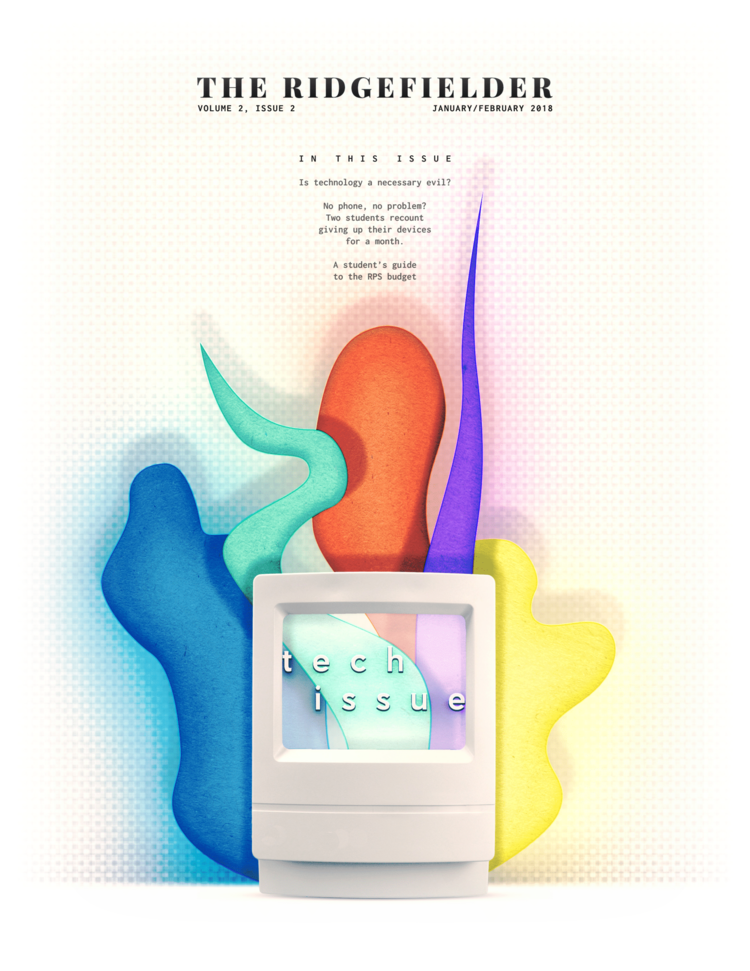 THE RIDGEFIELDER
VOLUME 2, ISSUE 2 JANUARY/FEBRUARY 2018
IN THIS ISSUE
Is technology a necessary evil?
No phone, no problem?
Two students recount
giving up their devices
for a month.
A student's guide
to the RPS budget
tech
issue